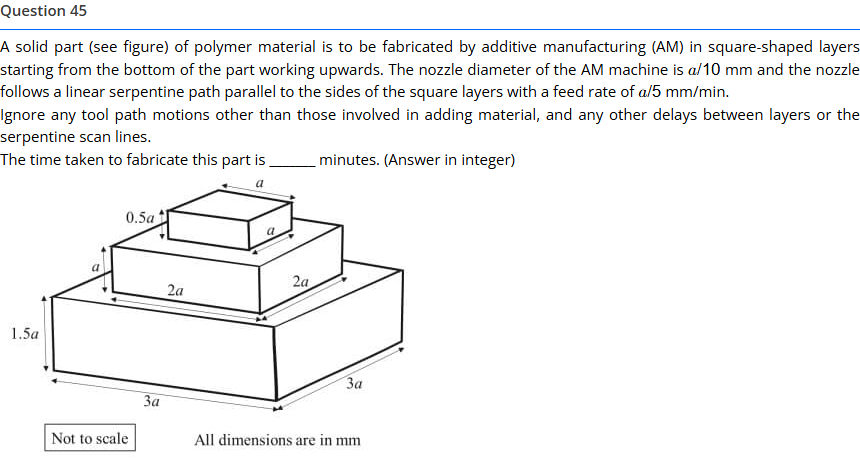 Question 45
A solid part (see figure) of polymer material is to be fabricated by additive manufacturing (AM) in square-shaped layers
starting from the bottom of the part working upwards. The nozzle diameter of the AM machine is a/10 mm and the nozzle
follows a linear serpentine path parallel to the sides of the square layers with a feed rate of a/5 mm/min.
Ignore any tool path motions other than those involved in adding material, and any other delays between layers or the
serpentine scan lines.
The time taken to fabricate this part is ______ minutes. (Answer in integer)
a
0.5a
a
a
2a
2a
1.5a
3a
3a
Not to scale
All dimensions are in mm